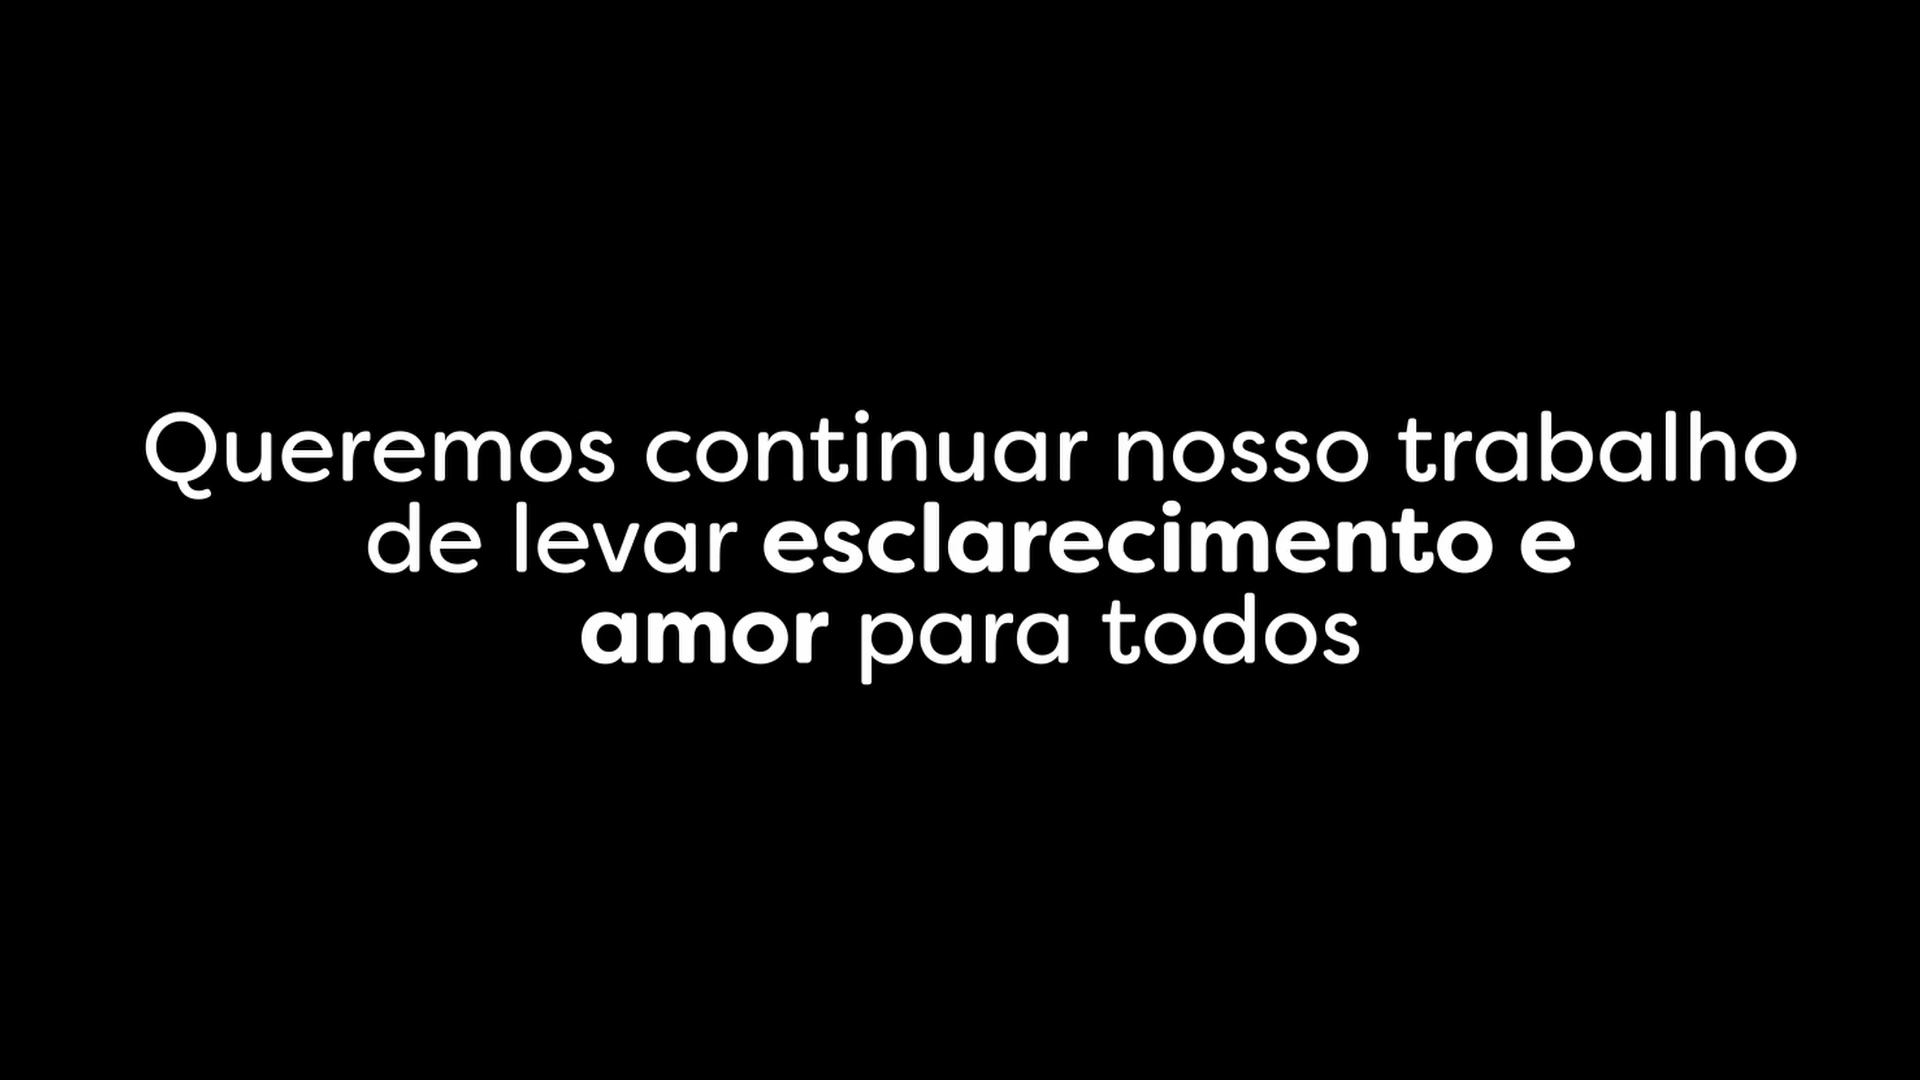 Queremos continuar nosso trabalho
de levar esclarecimento e
amor para todos